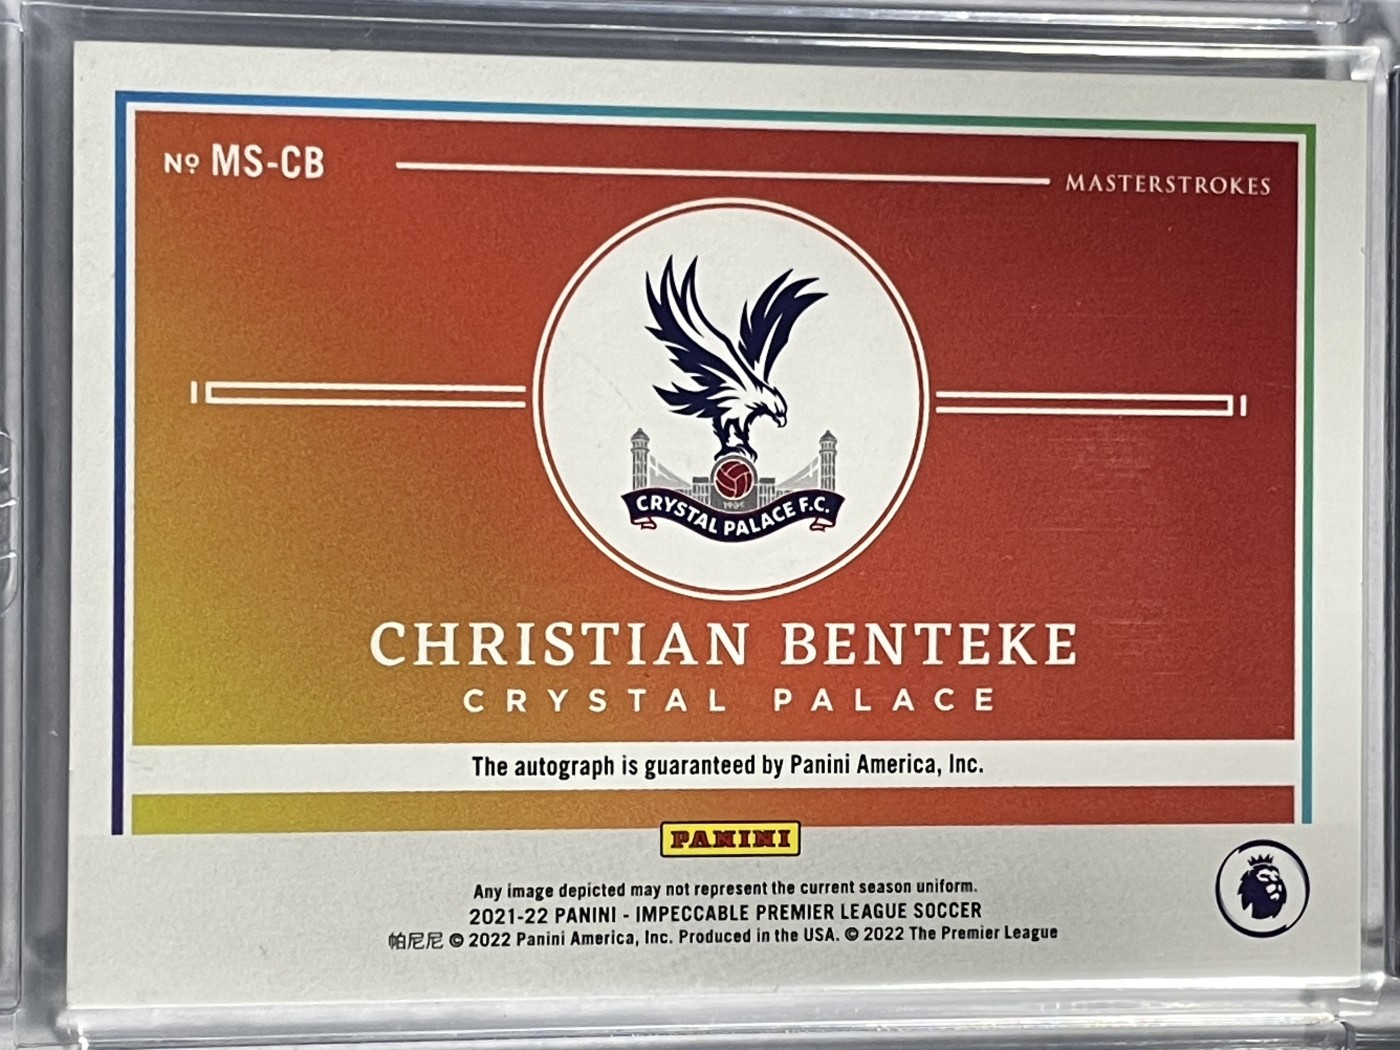 Nº MS-CB
MASTERSTROKES
CRYSTAL PALACE F.C.
CHRISTIAN BENTEKE
CRYSTAL PALACE
The autograph is guaranteed by Panini America, Inc.
PANINI
Any image depicted may not represent the current season uniform.
2021-22 PANINI - IMPECCABLE PREMIER LEAGUE SOCCER
帕尼尼 © 2022 Panini America, Inc. Produced in the USA. © 2022 The Premier League